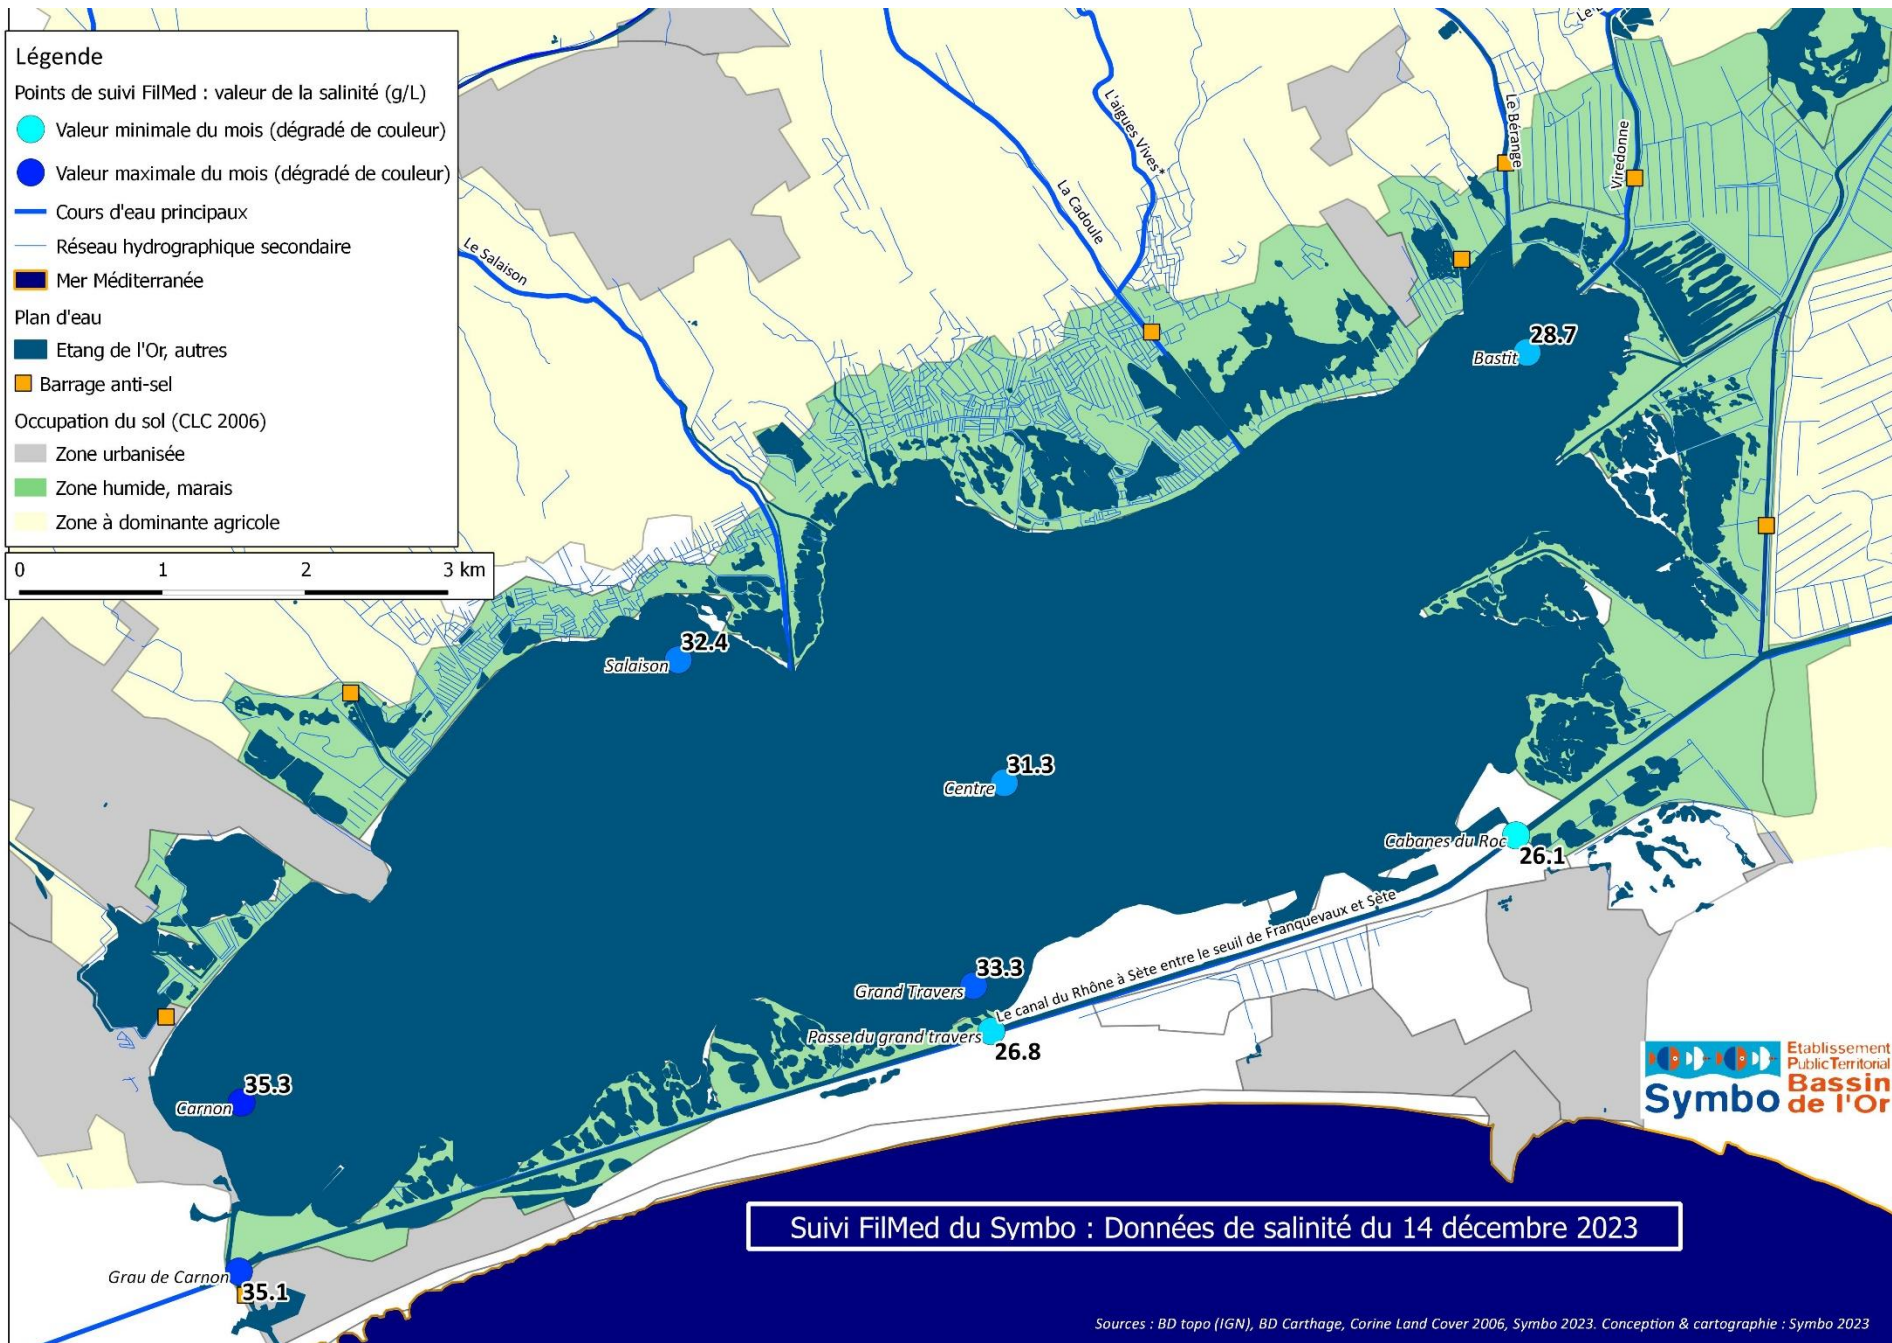 Légende
Points de suivi FilMed : valeur de la salinité (g/L)
Valeur minimale du mois (dégradé de couleur)
Valeur maximale du mois (dégradé de couleur)
Cours d'eau principaux
Réseau hydrographique secondaire
Mer Méditerranée
Plan d'eau
Etang de l'Or, autres
Barrage anti-sel
Occupation du sol (CLC 2006)
Zone urbanisée
Zone humide, marais
Zone à dominante agricole
0 1 2 3 km
Le Salaison
La Cadoule
L'aigues Vives*
Le Bérange
Viredonne
28.7
Bastit
32.4
Salaison
31.3
Centre
Cabanes du Roc
26.1
Le canal du Rhône à Sète entre le seuil de Franquevaux et Sète
33.3
Grand Travers
Passe du grand travers
26.8
35.3
Carnon
Grau de Carnon
35.1
Etablissement
Public Territorial
Bassin
de l'Or
Symbo
Suivi FilMed du Symbo : Données de salinité du 14 décembre 2023
Sources : BD topo (IGN), BD Carthage, Corine Land Cover 2006, Symbo 2023. Conception & cartographie : Symbo 2023